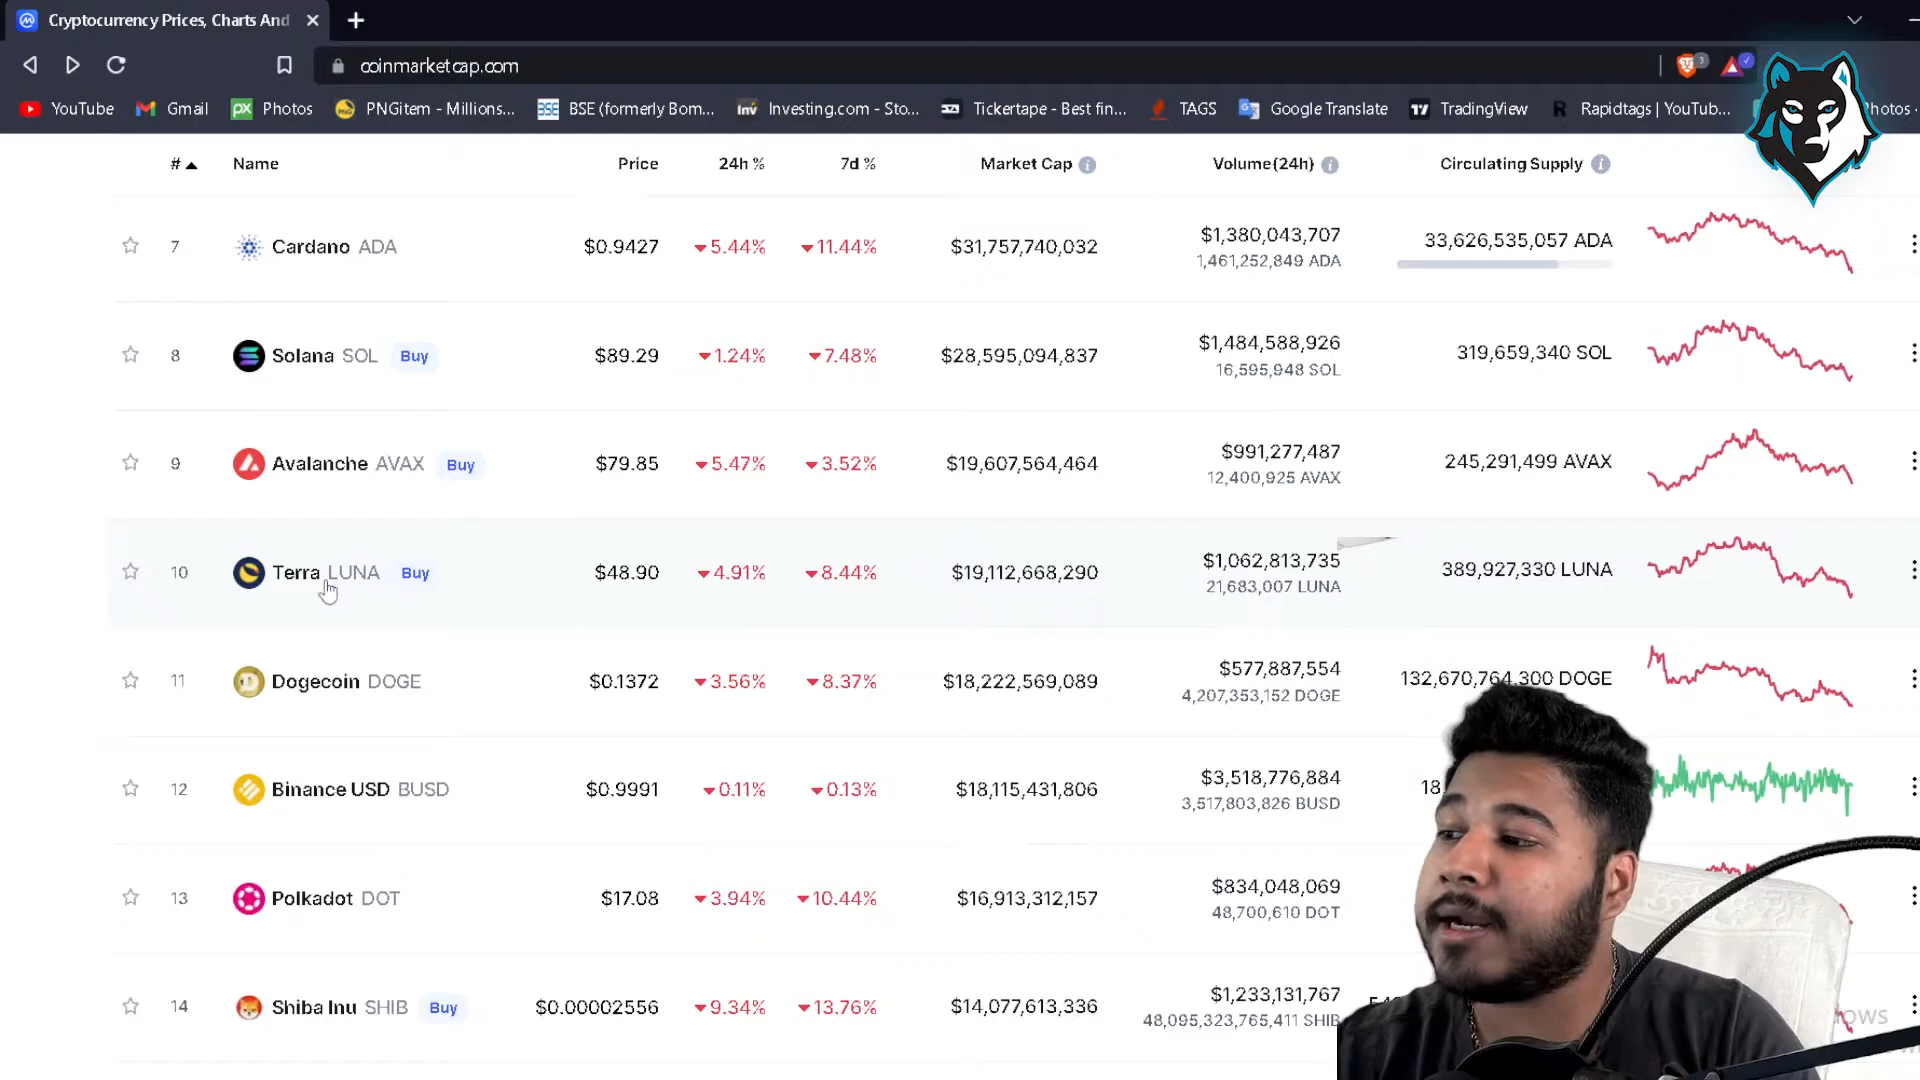 Cryptocurrency Prices, Charts And
coinmarketcap.com
3
YouTube Gmail PX Photos PNGitem - Millions... BSE BSE (formerly Bom... Inv Investing.com - Sto... Tickertape - Best fin... TAGS Google Translate TradingView R Rapidtags | YouTub... Photos
# Name Price 24h % 7d % Market Cap Volume(24h) Circulating Supply
7 Cardano ADA $0.9427 5.44% 11.44% $31,757,740,032 $1,380,043,707 33,626,535,057 ADA
1,461,252,849 ADA
8 Solana SOL Buy $89.29 1.24% 7.48% $28,595,094,837 $1,484,588,926 319,659,340 SOL
16,595,948 SOL
9 Avalanche AVAX Buy $79.85 5.47% 3.52% $19,607,564,464 $991,277,487 245,291,499 AVAX
12,400,925 AVAX
10 Terra LUNA Buy $48.90 4.91% 8.44% $19,112,668,290 $1,062,813,735 389,927,330 LUNA
21,683,007 LUNA
11 Dogecoin DOGE $0.1372 3.56% 8.37% $18,222,569,089 $577,887,554 132,670,764,300 DOGE
4,207,353,152 DOGE
12 Binance USD BUSD $0.9991 0.11% 0.13% $18,115,431,806 $3,518,776,884 18
3,517,803,826 BUSD
13 Polkadot DOT $17.08 3.94% 10.44% $16,913,312,157 $834,048,069
48,700,610 DOT
14 Shiba Inu SHIB Buy $0.00002556 9.34% 13.76% $14,077,613,336 $1,233,131,767
48,095,323,765,411 SHIB